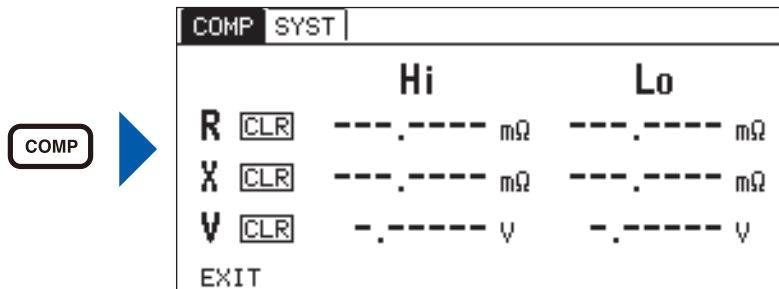 COMP
COMP SYST
Hi Lo
R CLR ---.---- mΩ ---.---- mΩ
X CLR ---.---- mΩ ---.---- mΩ
V CLR -.----- V -.----- V
EXIT